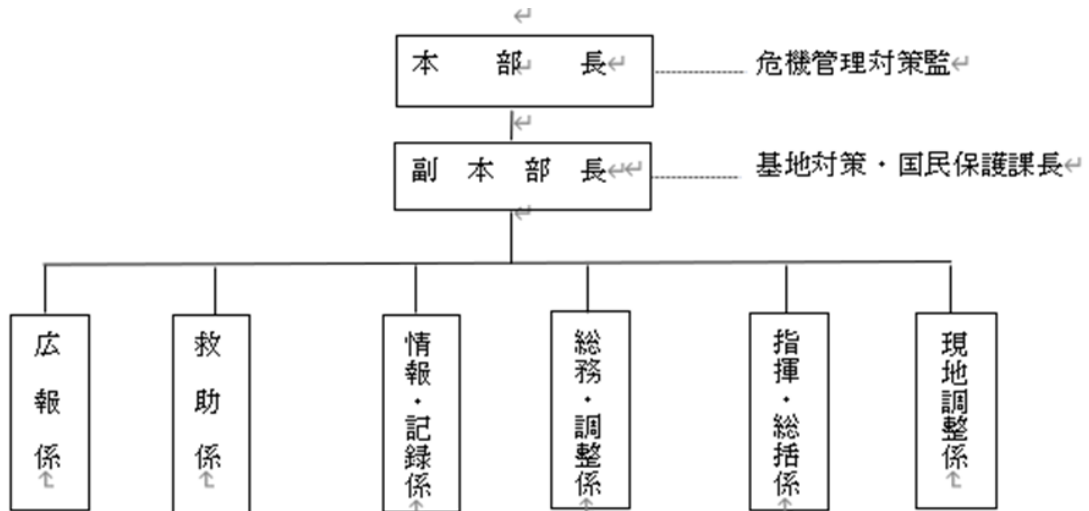 本部長
危機管理対策監
副本部長
基地対策・国民保護課長
広報係
救助係
情報・記録係
総務・調整係
指揮・総括係
現地調整係